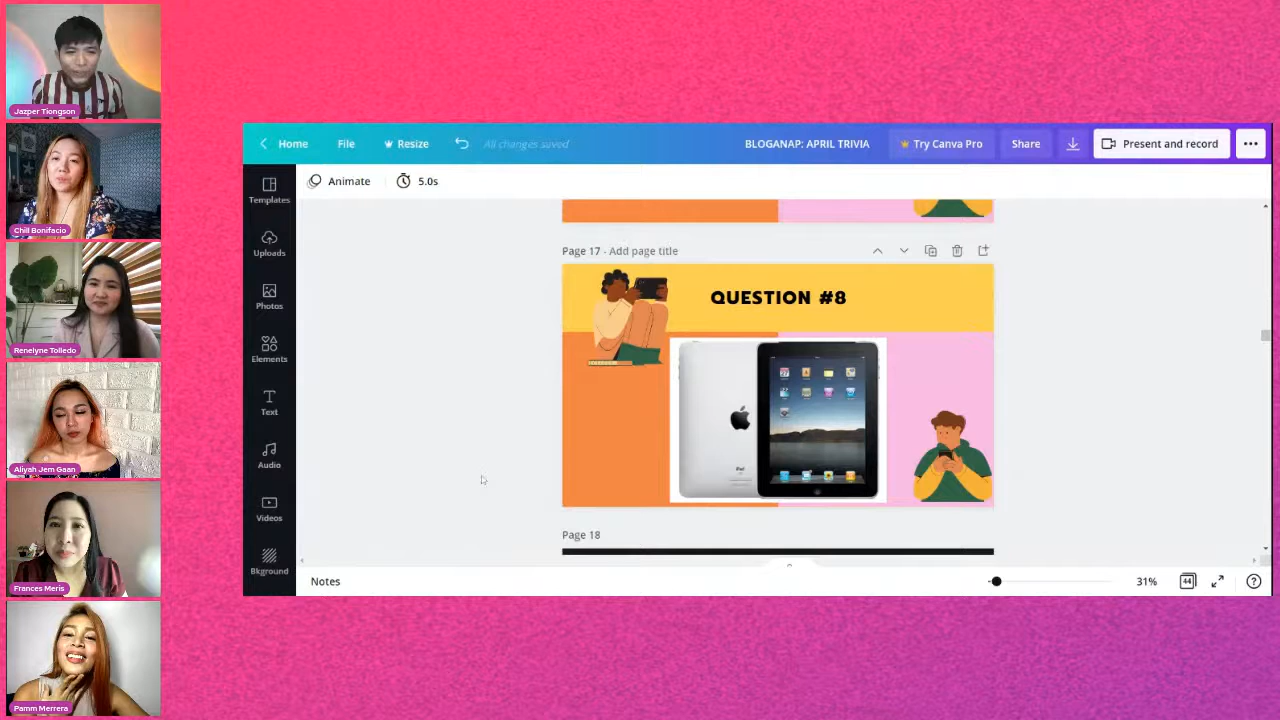 Jazper Tiongson
Chill Bonifacio
Renelyne Tolledo
Aliyah Jem Gaan
Frances Meris
Pamm Merrera
Home File Resize All changes saved BLOGANAP: APRIL TRIVIA Try Canva Pro Share Present and record
Animate 5.0s
Templates
Uploads
Photos
Elements
Text
Audio
Videos
Bkground
Page 17 - Add page title
QUESTION #8
iPad
Page 18
Notes 31% 44